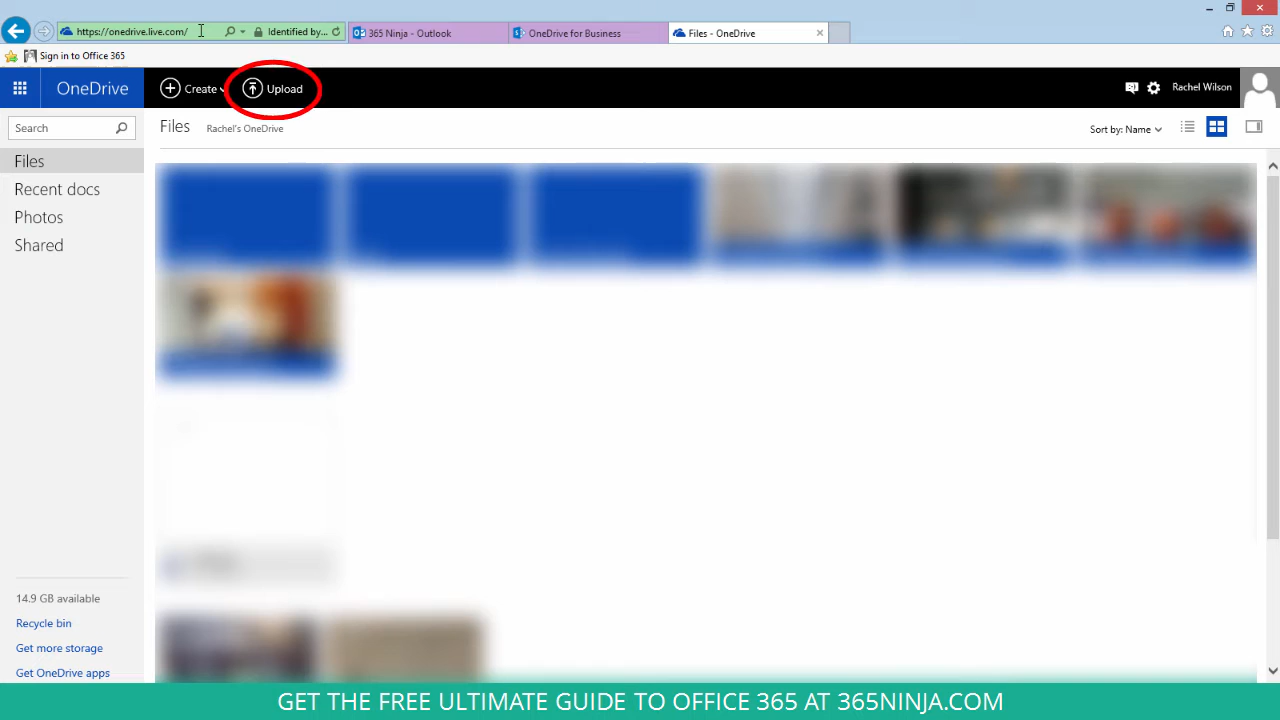 https://onedrive.live.com/
Identified by...
365 Ninja - Outlook
OneDrive for Business
Files - OneDrive
Sign in to Office 365
OneDrive
Create
Upload
Rachel Wilson
Search
Files
Rachel's OneDrive
Sort by: Name
Files
Recent docs
Photos
Shared
14.9 GB available
Recycle bin
Get more storage
Get OneDrive apps
GET THE FREE ULTIMATE GUIDE TO OFFICE 365 AT 365NINJA.COM